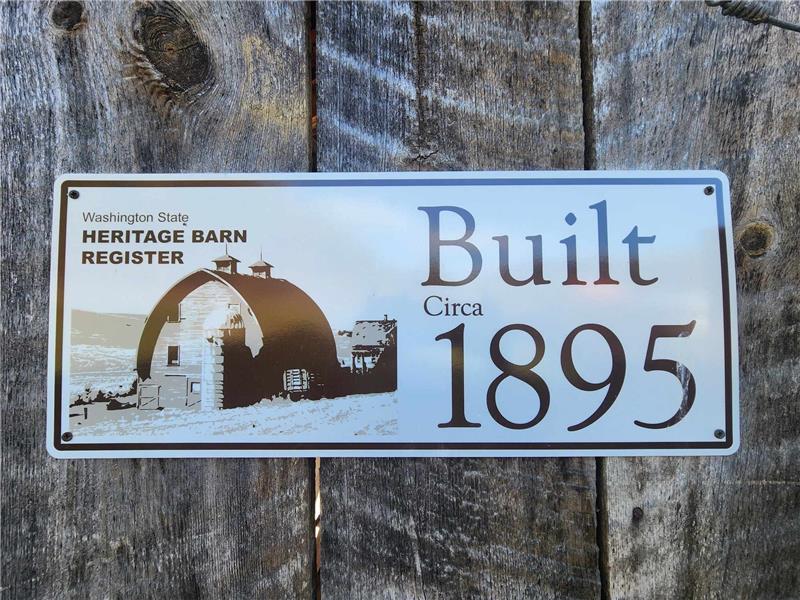 Washington State
HERITAGE BARN
REGISTER
Built
Circa
1895